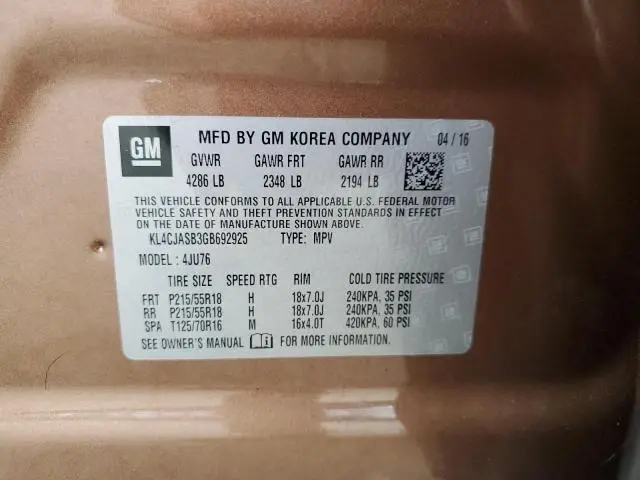 GM
MFD BY GM KOREA COMPANY 04 / 16
GVWR GAWR FRT GAWR RR
4286 LB 2348 LB 2194 LB
THIS VEHICLE CONFORMS TO ALL APPLICABLE U.S. FEDERAL MOTOR
VEHICLE SAFETY AND THEFT PREVENTION STANDARDS IN EFFECT
ON THE DATE OF MANUFACTURE SHOWN ABOVE.
KL4CJASB3GB692925 TYPE: MPV
MODEL : 4JU76
TIRE SIZE SPEED RTG RIM COLD TIRE PRESSURE
FRT P215/55R18 H 18x7.0J 240KPA, 35 PSI
RR P215/55R18 H 18x7.0J 240KPA, 35 PSI
SPA T125/70R16 M 16x4.0T 420KPA, 60 PSI
SEE OWNER'S MANUAL FOR MORE INFORMATION.